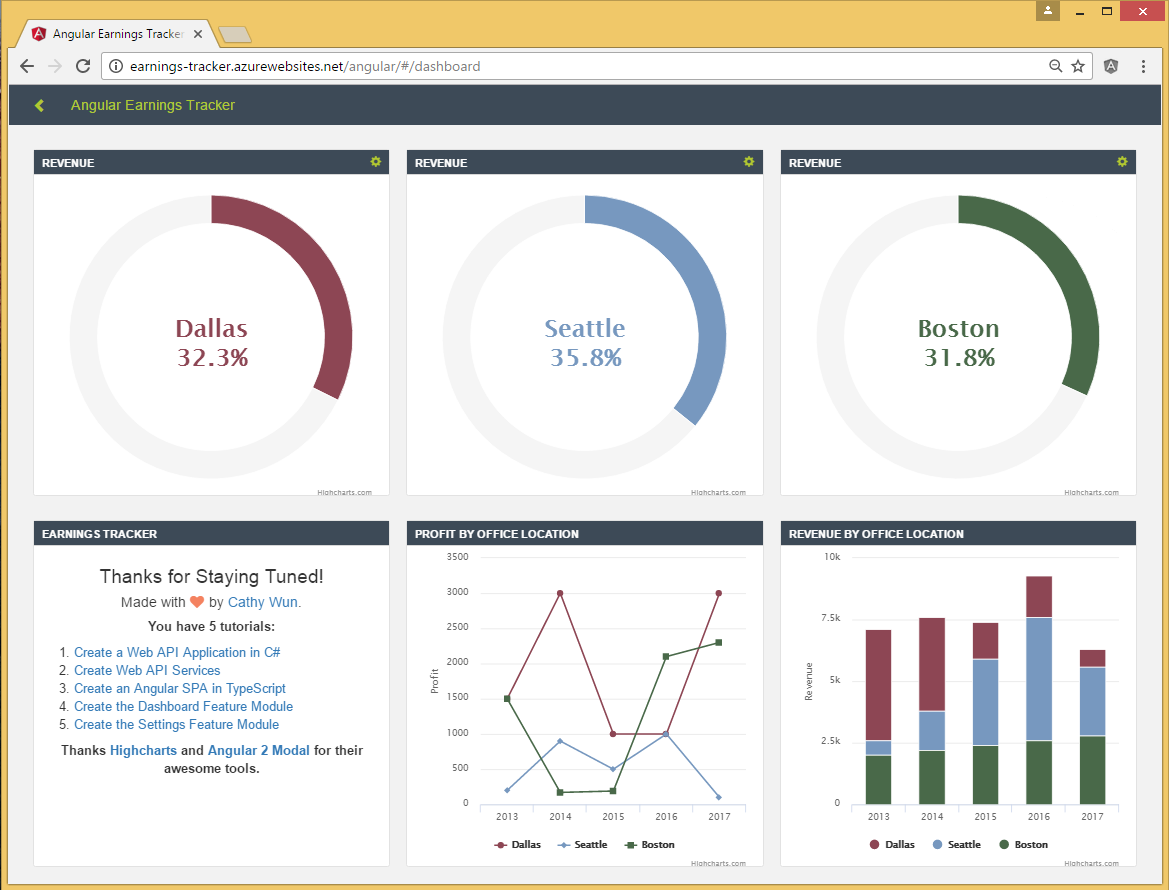 Angular Earnings Tracker
earnings-tracker.azurewebsites.net/angular/#/dashboard
Angular Earnings Tracker
REVENUE
Dallas
32.3%
Highcharts.com
REVENUE
Seattle
35.8%
Highcharts.com
REVENUE
Boston
31.8%
Highcharts.com
EARNINGS TRACKER
Thanks for Staying Tuned!
Made with by Cathy Wun.
You have 5 tutorials:
1. Create a Web API Application in C#
2. Create Web API Services
3. Create an Angular SPA in TypeScript
4. Create the Dashboard Feature Module
5. Create the Settings Feature Module
Thanks Highcharts and Angular 2 Modal for their
awesome tools.
PROFIT BY OFFICE LOCATION
3500
3000
2500
2000
1500
1000
500
0
Profit
2013 2014 2015 2016 2017
Dallas Seattle Boston
Highcharts.com
REVENUE BY OFFICE LOCATION
10k
7.5k
5k
2.5k
0
Revenue
2013 2014 2015 2016 2017
Dallas Seattle Boston
Highcharts.com